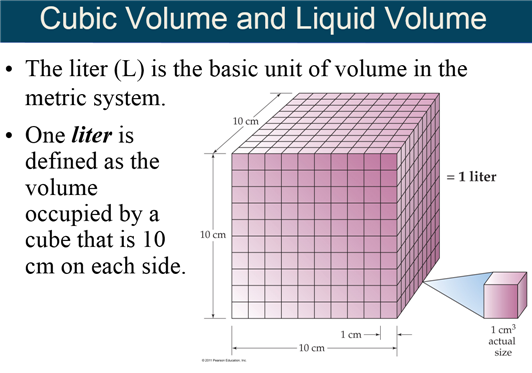 Cubic Volume and Liquid Volume
• The liter (L) is the basic unit of volume in the
metric system.
• One liter is
defined as the
volume
occupied by a
cube that is 10
cm on each side.
10 cm
= 1 liter
10 cm
1 cm
10 cm
1 cm³
actual
size
© 2011 Pearson Education, Inc.